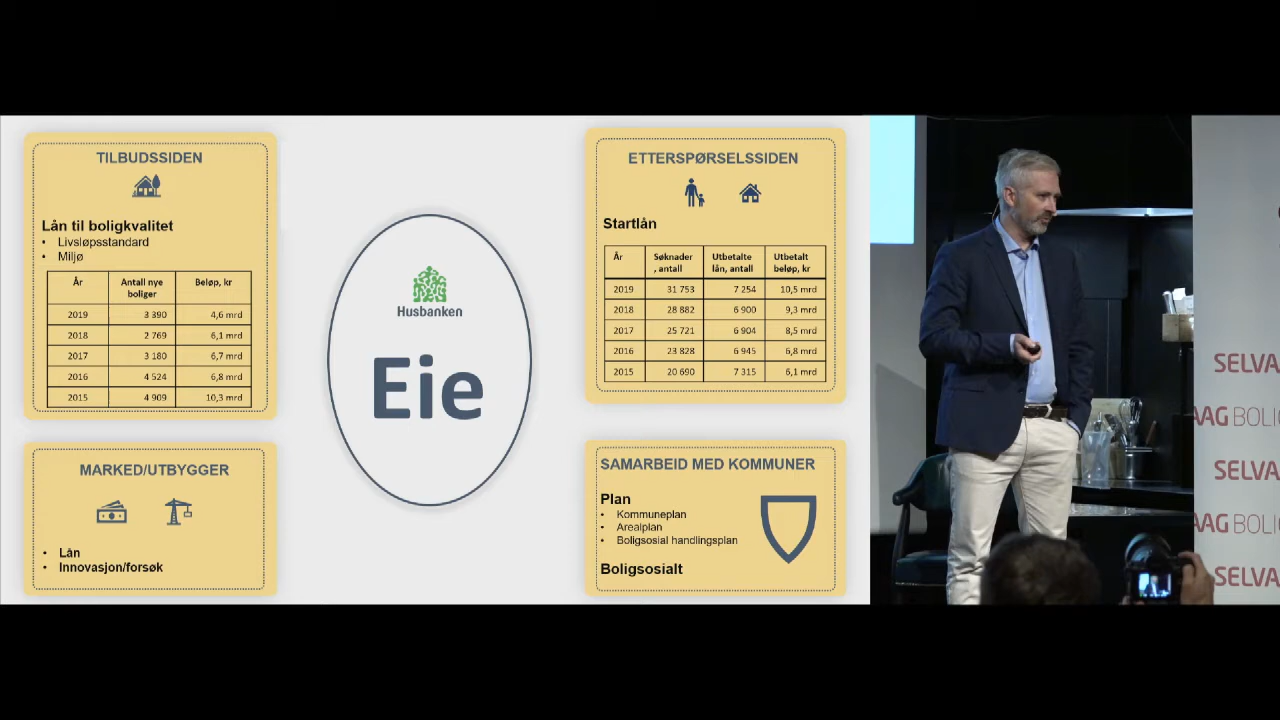 TILBUDSSIDEN
Lån til boligkvalitet
• Livsløpsstandard
• Miljø
År Antall nye boliger Beløp, kr
2019 3 390 4,6 mrd
2018 2 769 6,1 mrd
2017 3 180 6,7 mrd
2016 4 524 6,8 mrd
2015 4 909 10,3 mrd
MARKED/UTBYGGER
• Lån
• Innovasjon/forsøk
Husbanken
Eie
ETTERSPØRSELSSIDEN
Startlån
År Søknader, antall Utbetalte lån, antall Utbetalt beløp, kr
2019 31 753 7 254 10,5 mrd
2018 28 882 6 900 9,3 mrd
2017 25 721 6 904 8,5 mrd
2016 23 828 6 945 6,8 mrd
2015 20 690 7 315 6,1 mrd
SAMARBEID MED KOMMUNER
Plan
• Kommuneplan
• Arealplan
• Boligsosial handlingsplan
Boligsosialt
SELVA
AAG BOLIG
SELVA
AAG BOLIG
SELVA